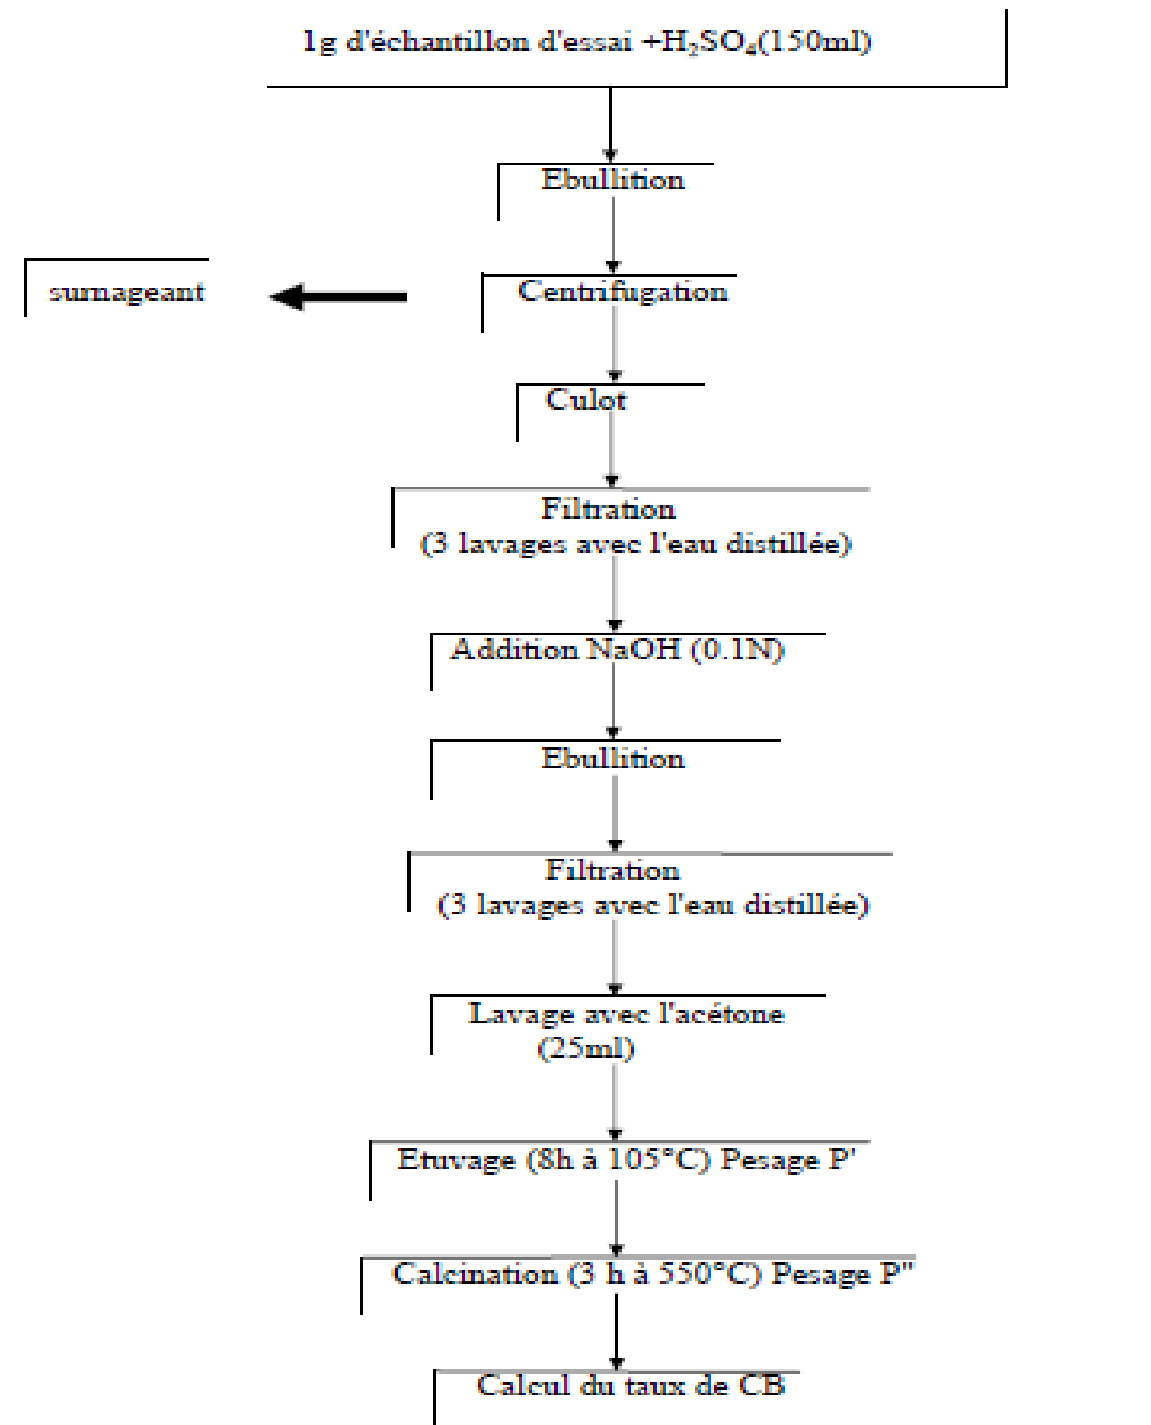 1g d'échantillon d'essai +H₂SO₄(150ml)
Ebullition
surnageant
Centrifugation
Culot
Filtration
(3 lavages avec l'eau distillée)
Addition NaOH (0.1N)
Ebullition
Filtration
(3 lavages avec l'eau distillée)
Lavage avec l'acétone
(25ml)
Etuvage (8h à 105°C) Pesage P'
Calcination (3 h à 550°C) Pesage P"
Calcul du taux de CB